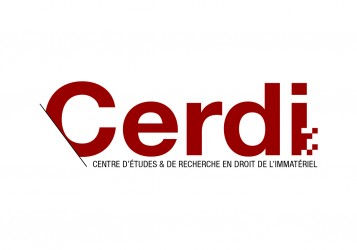 Cerdi
CENTRE D'ÉTUDES & DE RECHERCHE EN DROIT DE L'IMMATÉRIEL